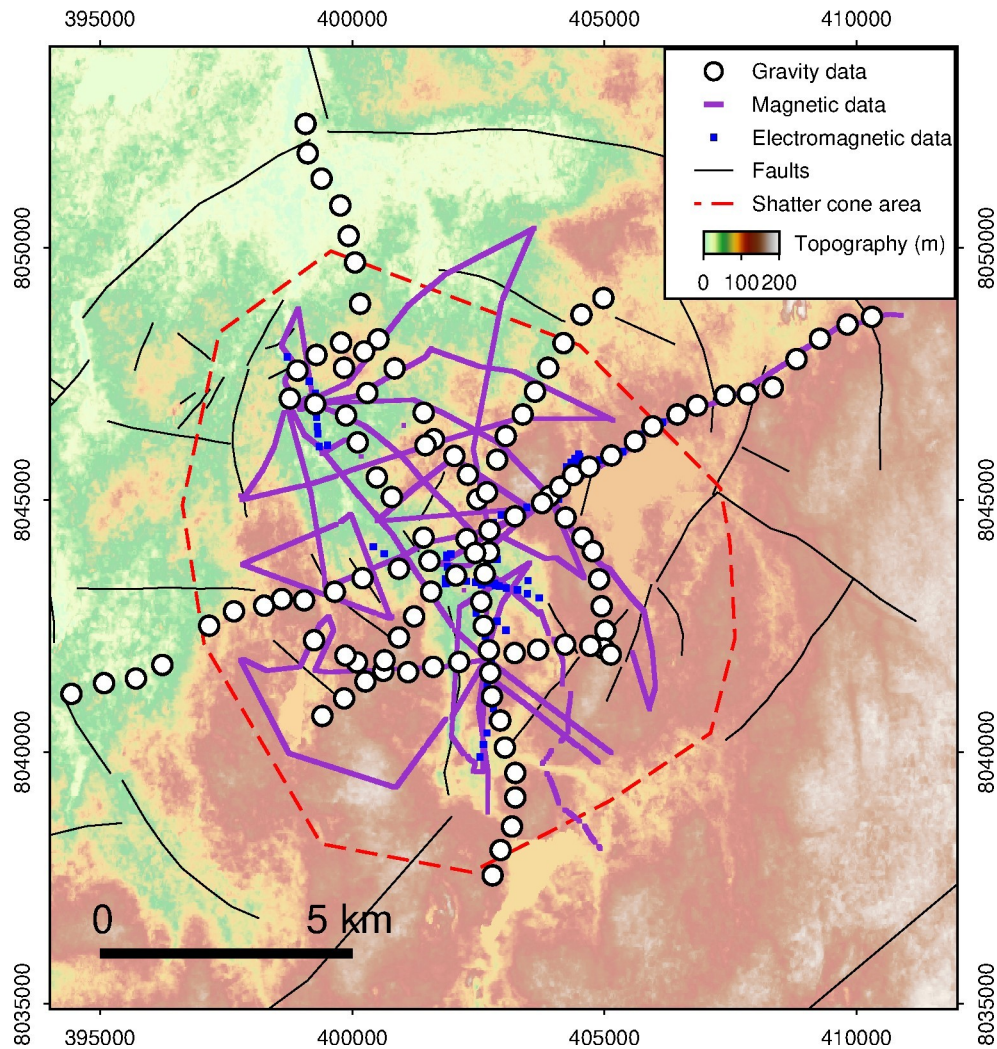 395000 400000 405000 410000
Gravity data
Magnetic data
Electromagnetic data
Faults
Shatter cone area
Topography (m)
0 100 200
8050000 8050000
8045000 8045000
8040000 8040000
0 5 km
8035000 8035000
395000 400000 405000 410000